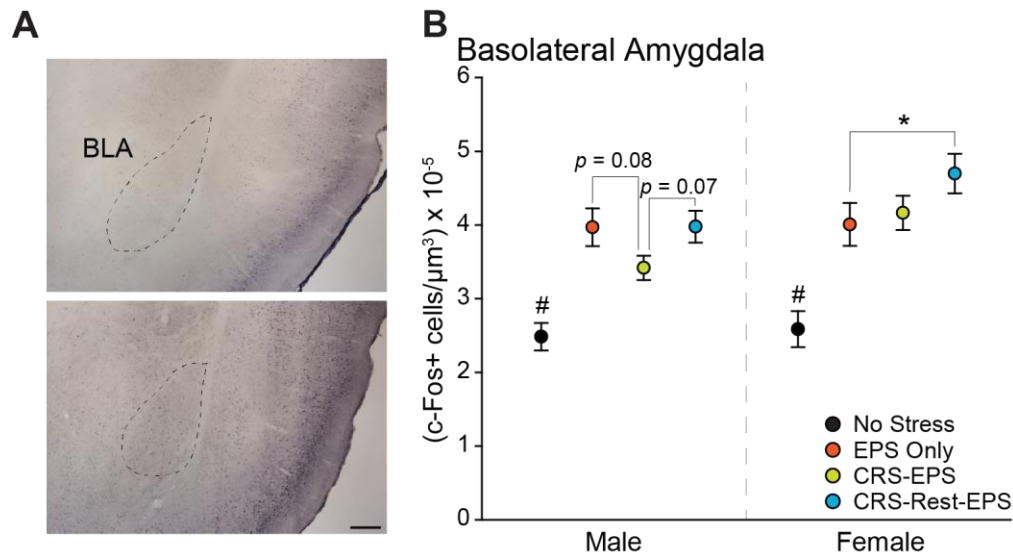 A
BLA
B
Basolateral Amygdala
(c-Fos+ cells/μm³) x 10⁻⁵
6
5
4
3
2
1
0
p = 0.08
p = 0.07
#
#
*
No Stress
EPS Only
CRS-EPS
CRS-Rest-EPS
Male
Female